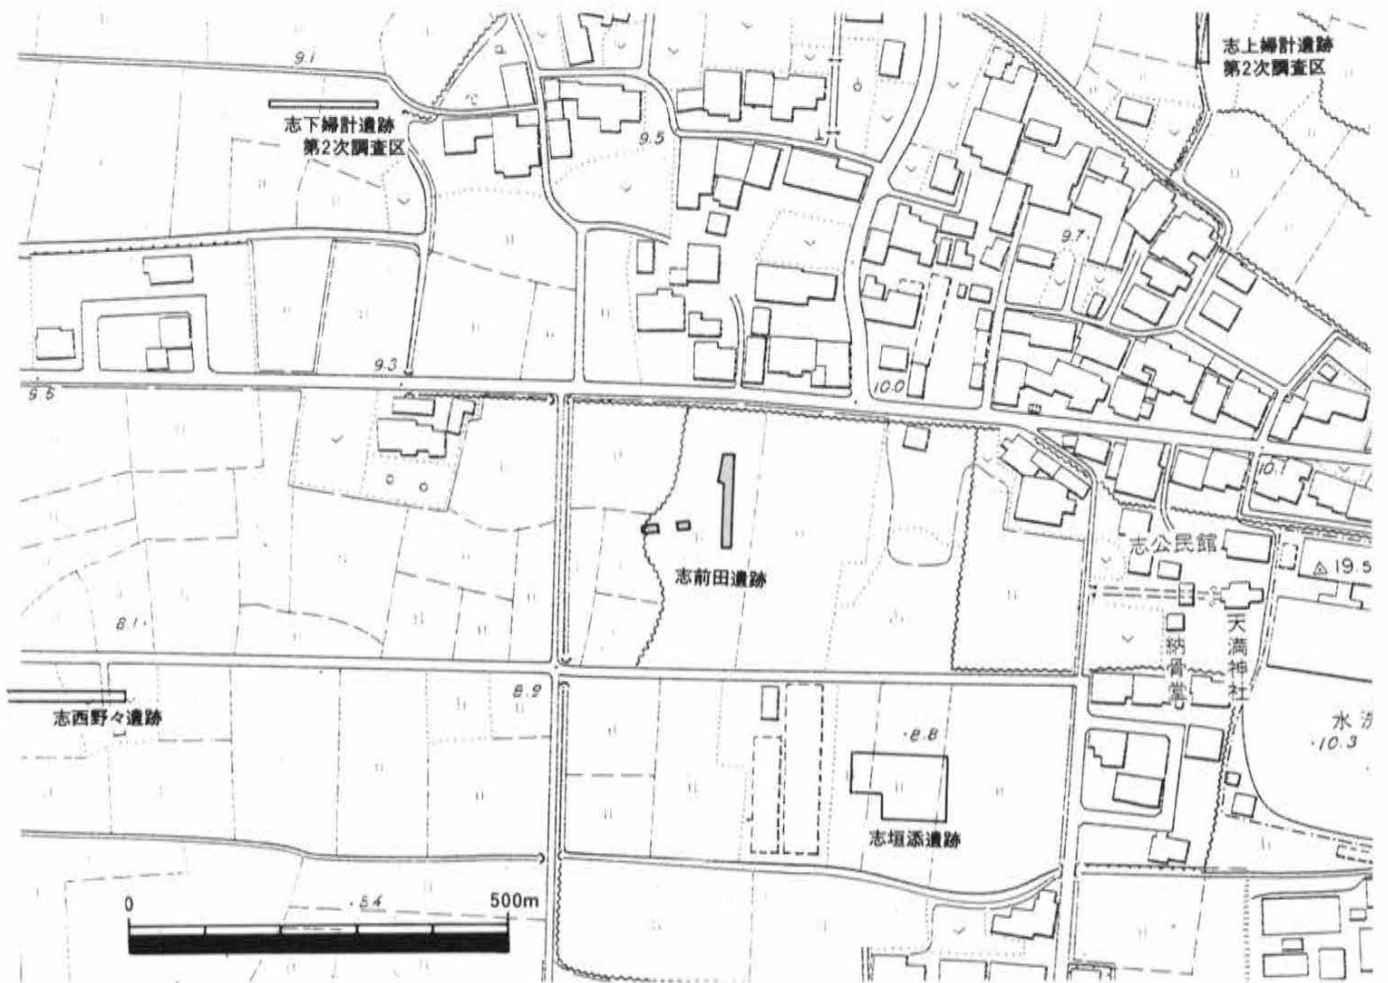 志上婦計遺跡
第2次調査区
9.1
志下婦計遺跡
第2次調査区
9.5
9.7
9.3
9.5
10.0
10.1
志前田遺跡
志公民館
19.5
8.1
天満神社
納骨堂
8.9
志西野々遺跡
8.8
10.3
志垣添遺跡
0
500m
8.4